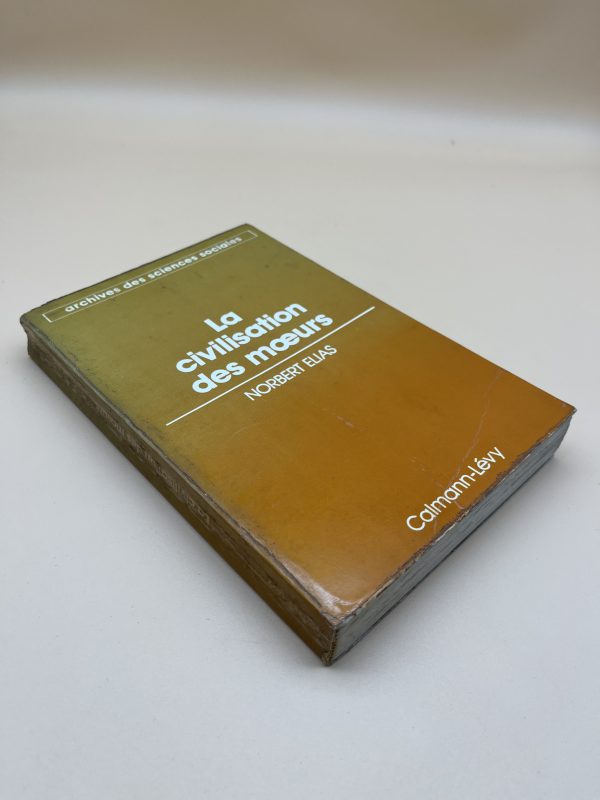 archives des sciences sociales
La
civilisation
des mœurs
NORBERT ELIAS
Calmann-Lévy